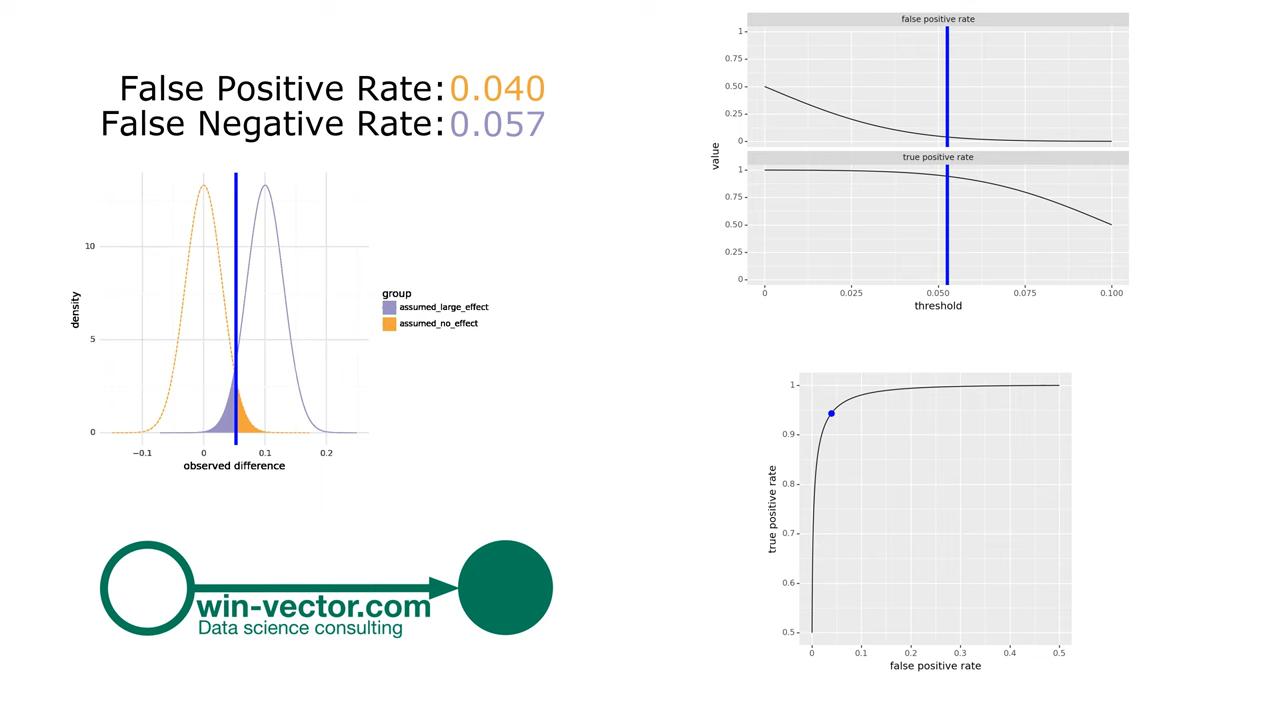 False Positive Rate: 0.040
False Negative Rate: 0.057
10
5
0
density
−0.1 0 0.1 0.2
observed difference
group
assumed_large_effect
assumed_no_effect
win-vector.com
Data science consulting
false positive rate
1
0.75
0.50
0.25
0
true positive rate
1
0.75
0.50
0.25
0
value
0 0.025 0.050 0.075 0.100
threshold
1
0.9
0.8
0.7
0.6
0.5
true positive rate
0 0.1 0.2 0.3 0.4 0.5
false positive rate